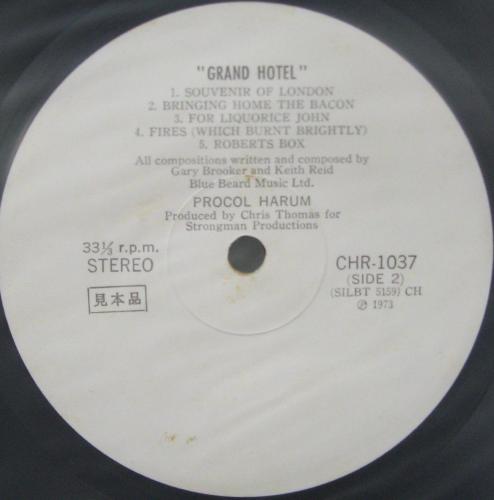 "GRAND HOTEL"
1. SOUVENIR OF LONDON
2. BRINGING HOME THE BACON
3. FOR LIQUORICE JOHN
4. FIRES (WHICH BURNT BRIGHTLY)
5. ROBERTS BOX
All compositions written and composed by
Gary Brooker and Keith Reid
Blue Beard Music Ltd.
PROCOL HARUM
Produced by Chris Thomas for
Strongman Productions
33⅓ r.p.m.
STEREO
見本品
CHR-1037
(SIDE 2)
(SILBT 5159) CH
℗ 1973